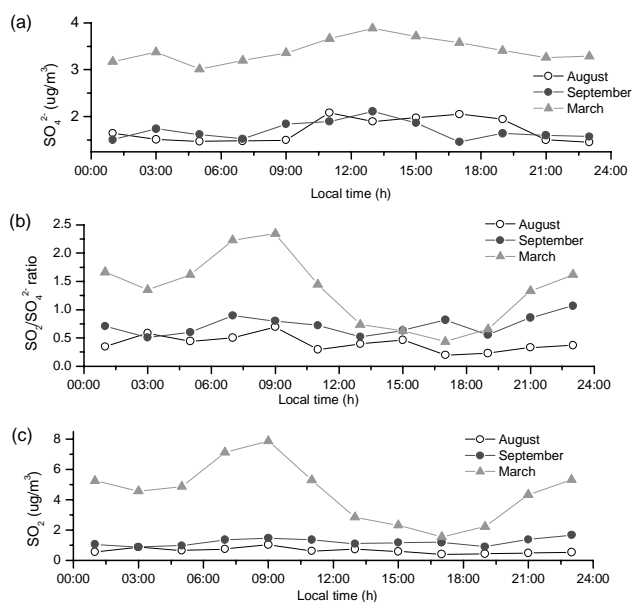 (a)
4
3
2
SO₄²⁻ (ug/m³)
August
September
March
00:00 03:00 06:00 09:00 12:00 15:00 18:00 21:00 24:00
Local time (h)
(b)
2.5
2.0
1.5
1.0
0.5
0.0
SO₂/SO₄²⁻ ratio
August
September
March
00:00 03:00 06:00 09:00 12:00 15:00 18:00 21:00 24:00
Local time (h)
(c)
8
6
4
2
0
SO₂ (ug/m³)
August
September
March
00:00 03:00 06:00 09:00 12:00 15:00 18:00 21:00 24:00
Local time (h)